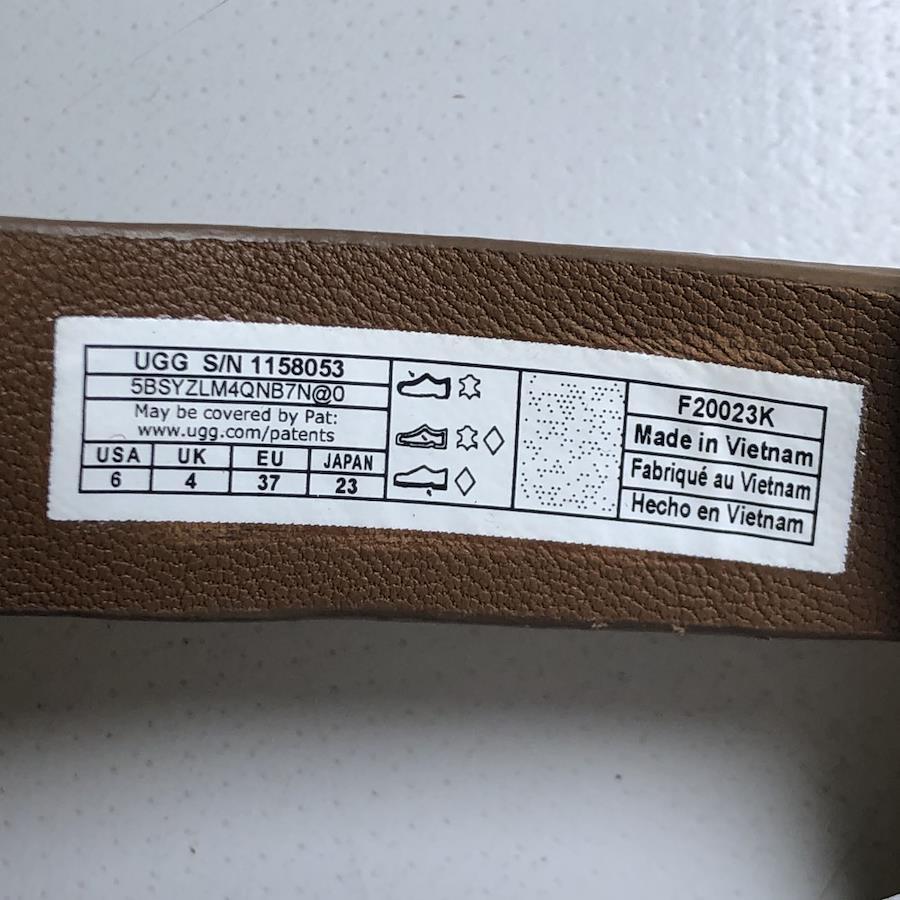 UGG S/N 1158053
5BSYZLM4QNB7N@0
May be covered by Pat:
www.ugg.com/patents
USA UK EU JAPAN
6 4 37 23
F20023K
Made in Vietnam
Fabriqué au Vietnam
Hecho en Vietnam